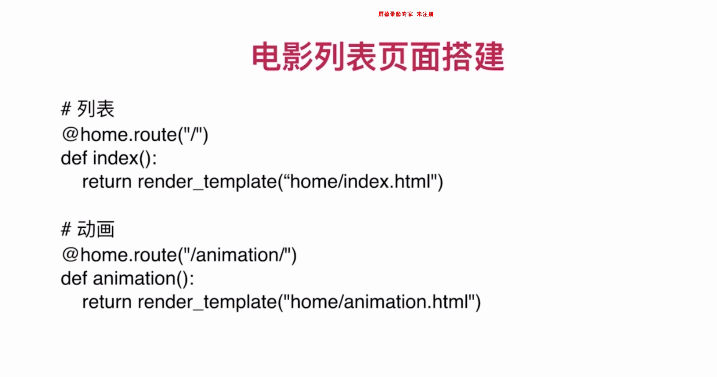 电影列表页面搭建
# 列表
@home.route("/")
def index():
    return render_template(“home/index.html")
# 动画
@home.route("/animation/")
def animation():
    return render_template("home/animation.html")